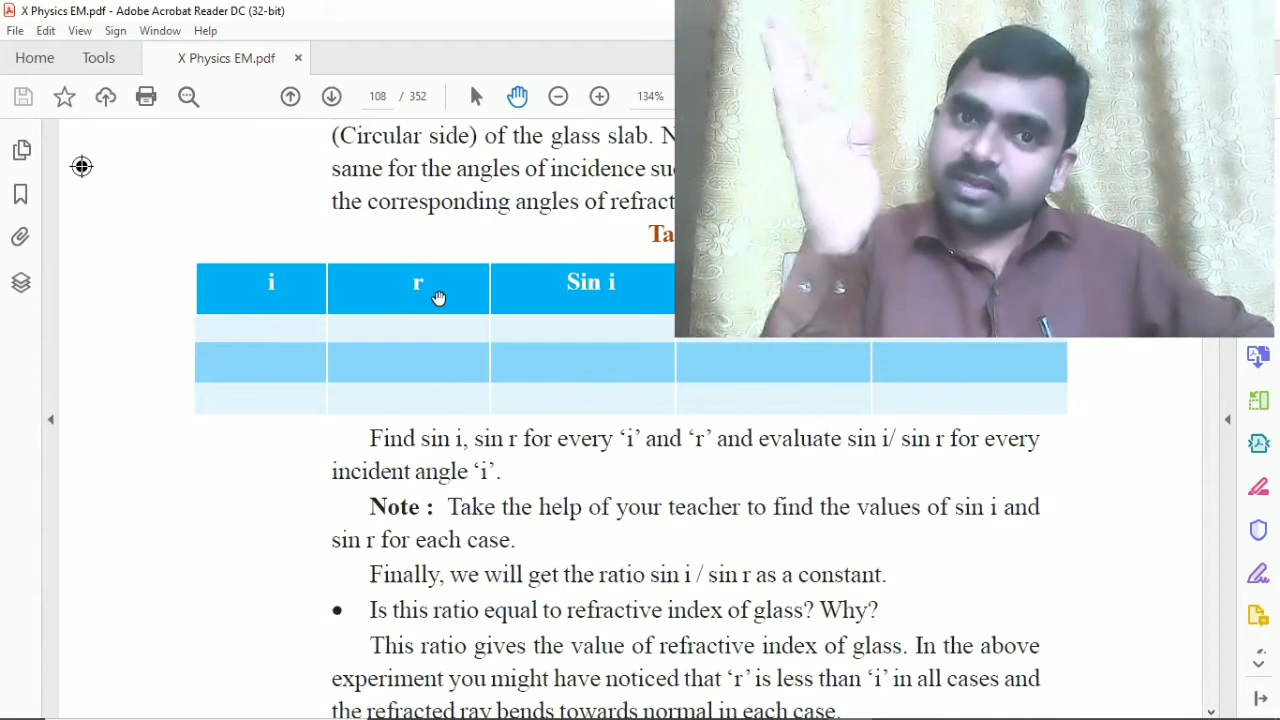 X Physics EM.pdf - Adobe Acrobat Reader DC (32-bit)
File Edit View Sign Window Help
Home Tools X Physics EM.pdf ×
108 / 352 134%
(Circular side) of the glass slab. N
same for the angles of incidence suc
the corresponding angles of refract
Ta
i r Sin i
Find sin i, sin r for every ‘i’ and ‘r’ and evaluate sin i/ sin r for every
incident angle ‘i’.
Note : Take the help of your teacher to find the values of sin i and
sin r for each case.
Finally, we will get the ratio sin i / sin r as a constant.
• Is this ratio equal to refractive index of glass? Why?
This ratio gives the value of refractive index of glass. In the above
experiment you might have noticed that ‘r’ is less than ‘i’ in all cases and
the refracted ray bends towards normal in each case.